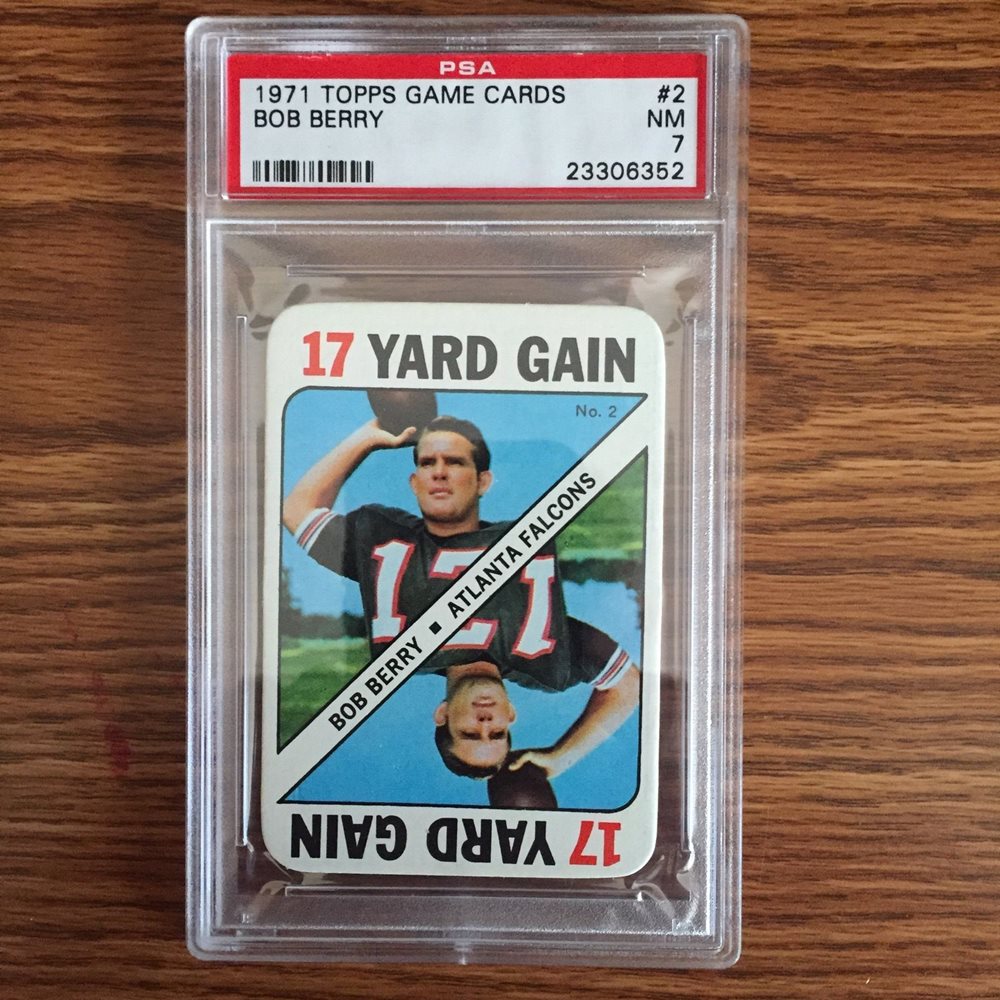 PSA
1971 TOPPS GAME CARDS #2
BOB BERRY NM
7
23306352
17 YARD GAIN
No. 2
BOB BERRY ■ ATLANTA FALCONS
121
17 YARD GAIN